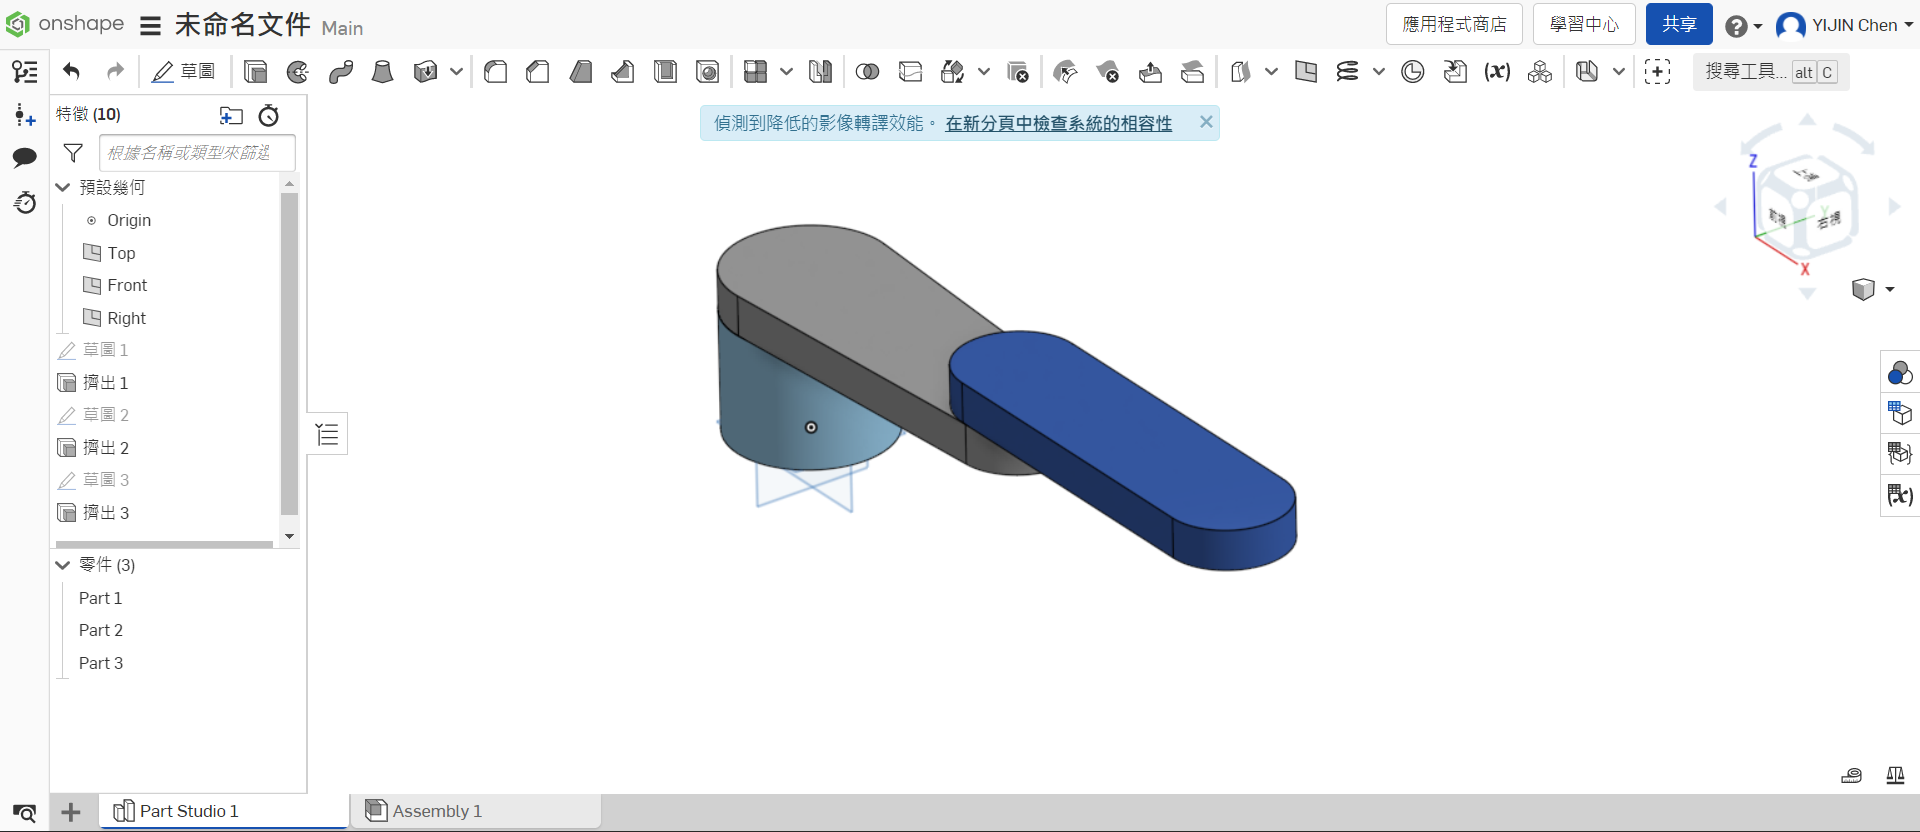 onshape
未命名文件 Main
應用程式商店
學習中心
共享
YIJIN Chen
草圖
搜尋工具... alt C
特徵 (10)
根據名稱或類型來篩選
偵測到降低的影像轉譯效能。 在新分頁中檢查系統的相容性
預設幾何
Origin
Top
Front
Right
草圖 1
擠出 1
草圖 2
擠出 2
草圖 3
擠出 3
零件 (3)
Part 1
Part 2
Part 3
Z
上視
前視
Y
右視
X
(x)
(x)
Part Studio 1
Assembly 1